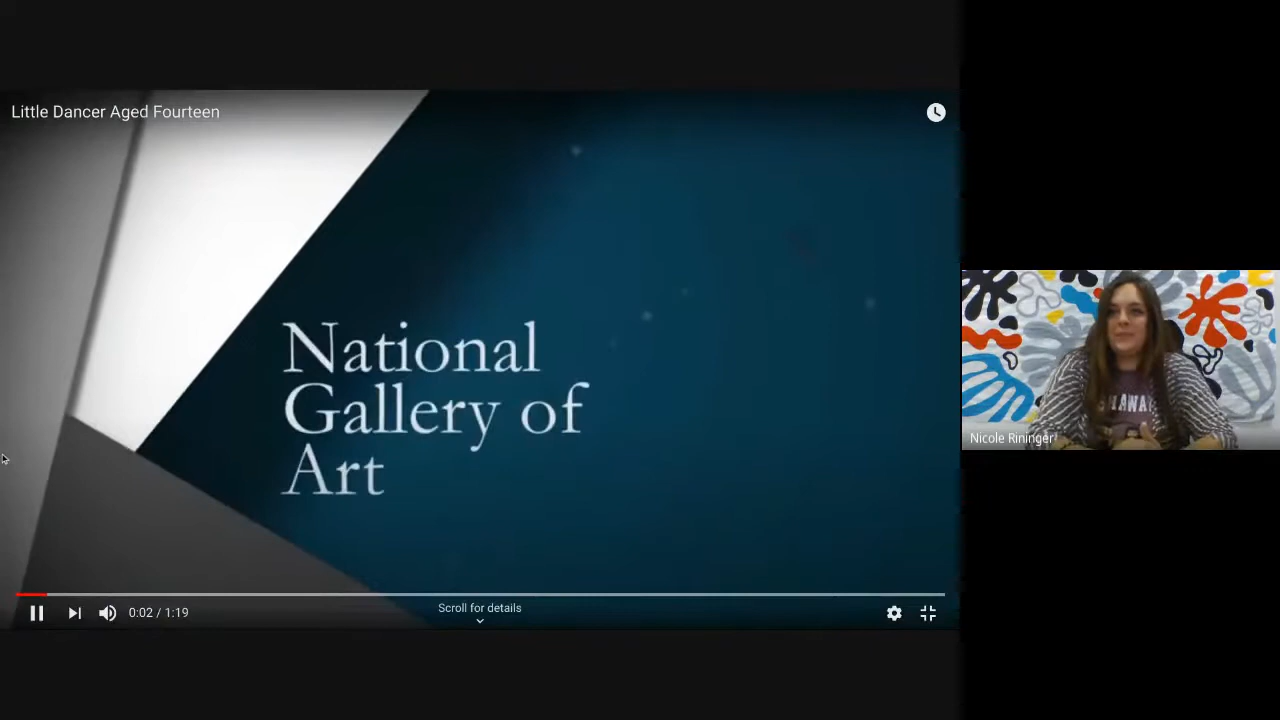 Little Dancer Aged Fourteen
National
Gallery of
Art
Nicole Rininger
0:02 / 1:19
Scroll for details